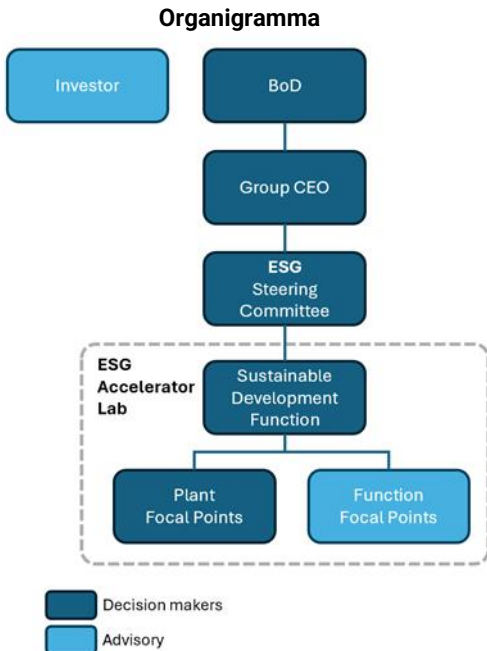 Organigramma
Investor
BoD
Group CEO
ESG
Steering
Committee
ESG
Accelerator
Lab
Sustainable
Development
Function
Plant
Focal Points
Function
Focal Points
Decision makers
Advisory